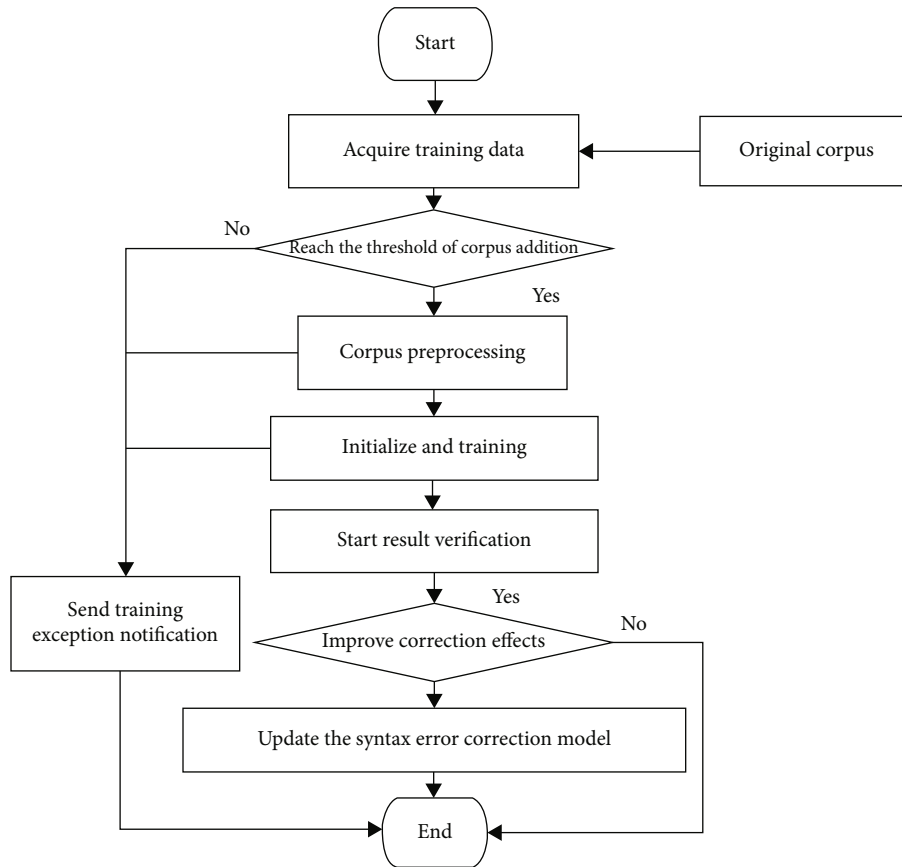 Start
Acquire training data
Original corpus
No
Reach the threshold of corpus addition
Yes
Corpus preprocessing
Initialize and training
Start result verification
Send training
exception notification
Yes
Improve correction effects
No
Update the syntax error correction model
End